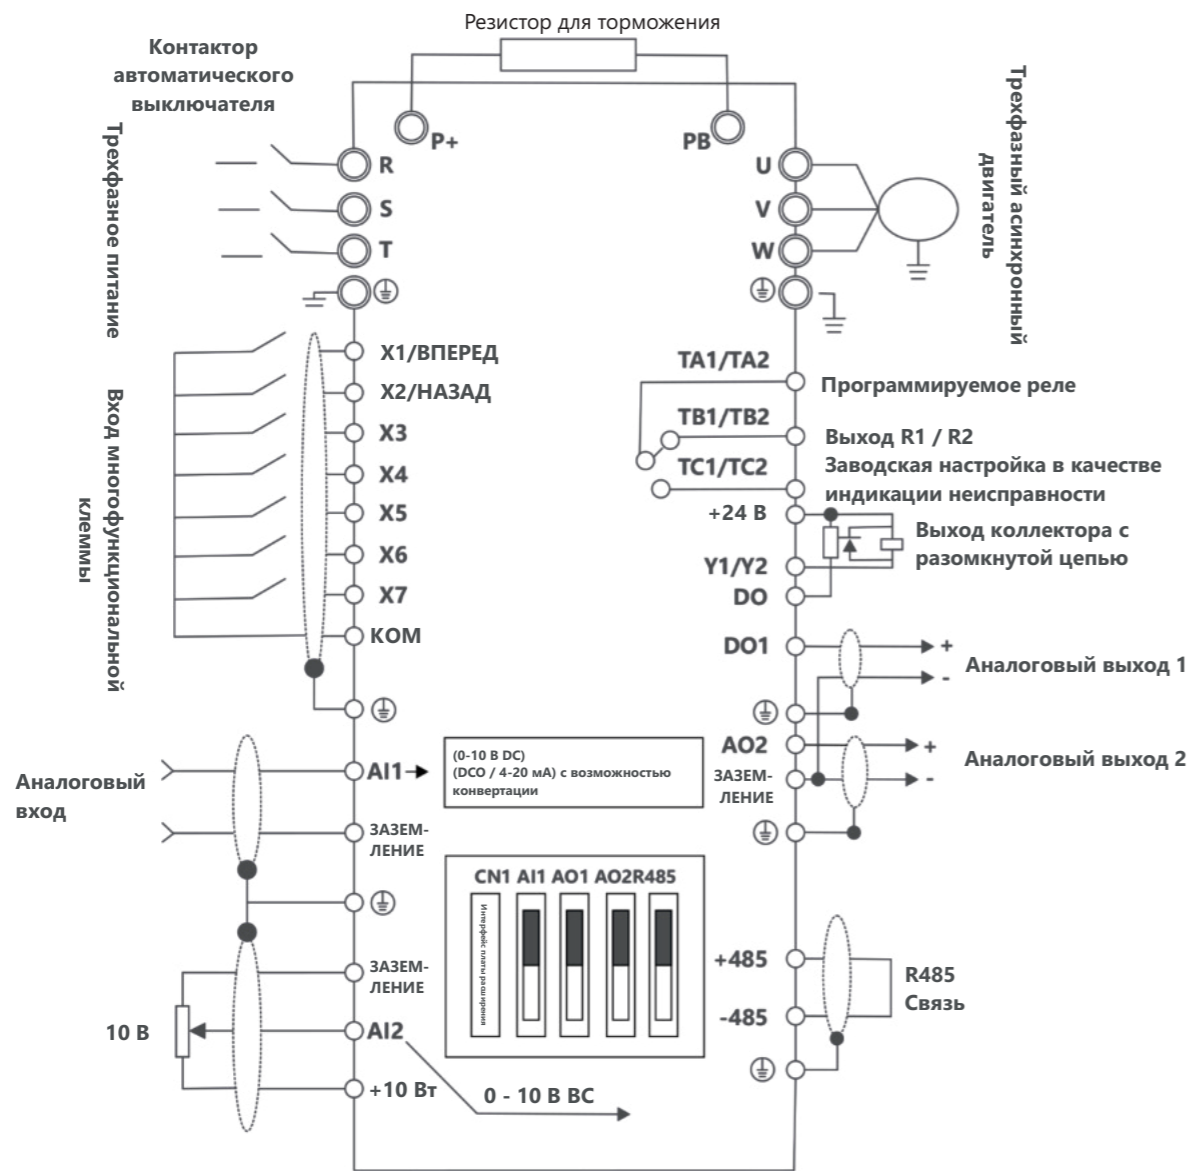 Резистор для торможения
Контактор
автоматического
выключателя
P+
PB
Трехфазное питание
R
S
T
U
V
W
Трехфазный асинхронный
двигатель
Вход многофункциональной
клеммы
X1/ВПЕРЕД
X2/НАЗАД
X3
X4
X5
X6
X7
КОМ
TA1/TA2
Программируемое реле
TB1/TB2
Выход R1 / R2
TC1/TC2
Заводская настройка в качестве
индикации неисправности
+24 В
Выход коллектора с
разомкнутой цепью
Y1/Y2
DO
DO1
+
-
Аналоговый выход 1
AO2
+
-
Аналоговый выход 2
ЗАЗЕМ-
ЛЕНИЕ
Аналоговый
вход
AI1
(0-10 В DC)
(DCO / 4-20 мА) с возможностью
конвертации
ЗАЗЕМ-
ЛЕНИЕ
CN1 AI1 AO1 AO2R485
Интерфейс платы расширения
ЗАЗЕМ-
ЛЕНИЕ
10 В
AI2
+10 Вт
0 - 10 В ВС
+485
-485
R485
Связь